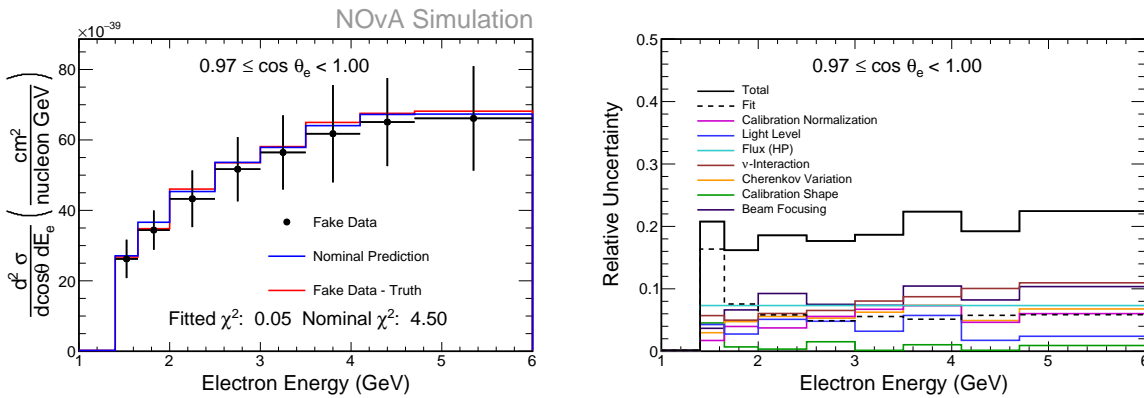 NOvA Simulation
×10⁻³⁹
0.97 ≤ cos θ_e < 1.00
80
60
40
20
0
d² σ / dcosθ dE_e ( cm² / nucleon GeV )
Fake Data
Nominal Prediction
Fake Data - Truth
Fitted χ²: 0.05 Nominal χ²: 4.50
1 2 3 4 5 6
Electron Energy (GeV)
0.97 ≤ cos θ_e < 1.00
0.5
0.4
0.3
0.2
0.1
0
Relative Uncertainty
Total
Fit
Calibration Normalization
Light Level
Flux (HP)
ν-Interaction
Cherenkov Variation
Calibration Shape
Beam Focusing
1 2 3 4 5 6
Electron Energy (GeV)